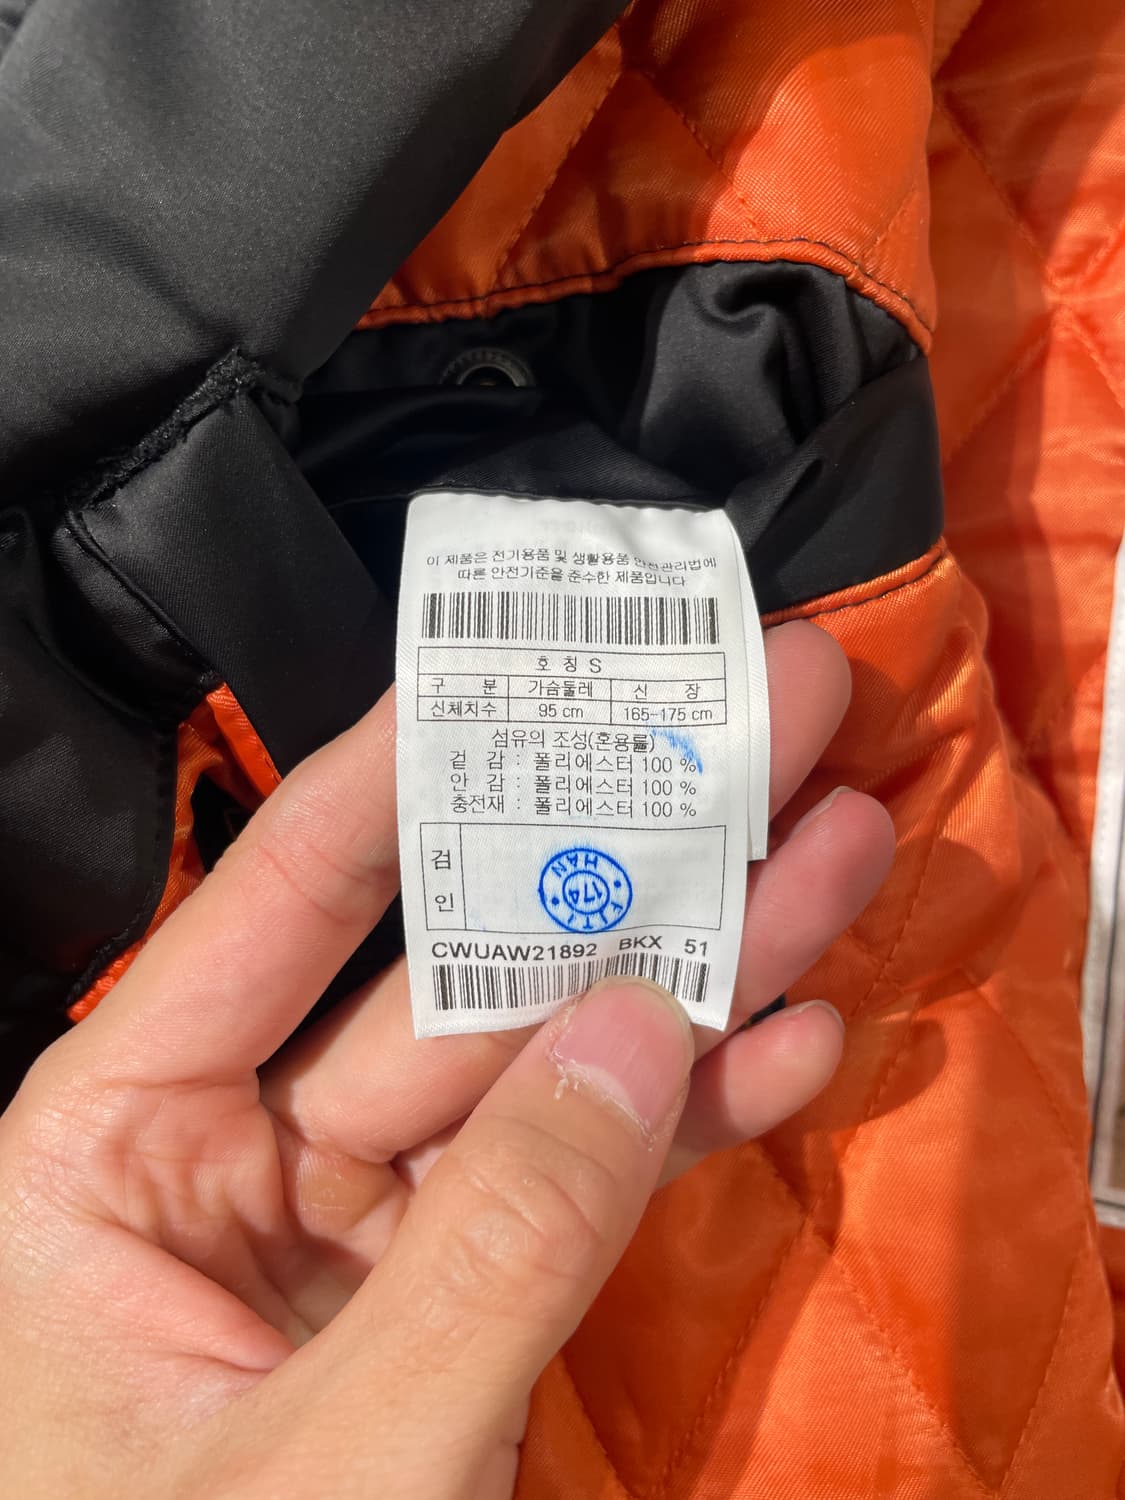 이 제품은 전기용품 및 생활용품 안전관리법에
따른 안전기준을 준수한 제품입니다
호 칭 S
구 분 가슴둘레 신 장
신체치수 95 cm 165-175 cm
섬유의 조성(혼용률)
겉 감 : 폴리에스터 100 %
안 감 : 폴리에스터 100 %
충전재 : 폴리에스터 100 %
검
인
HAN
174
FITI
CWUAW21892 BKX 51